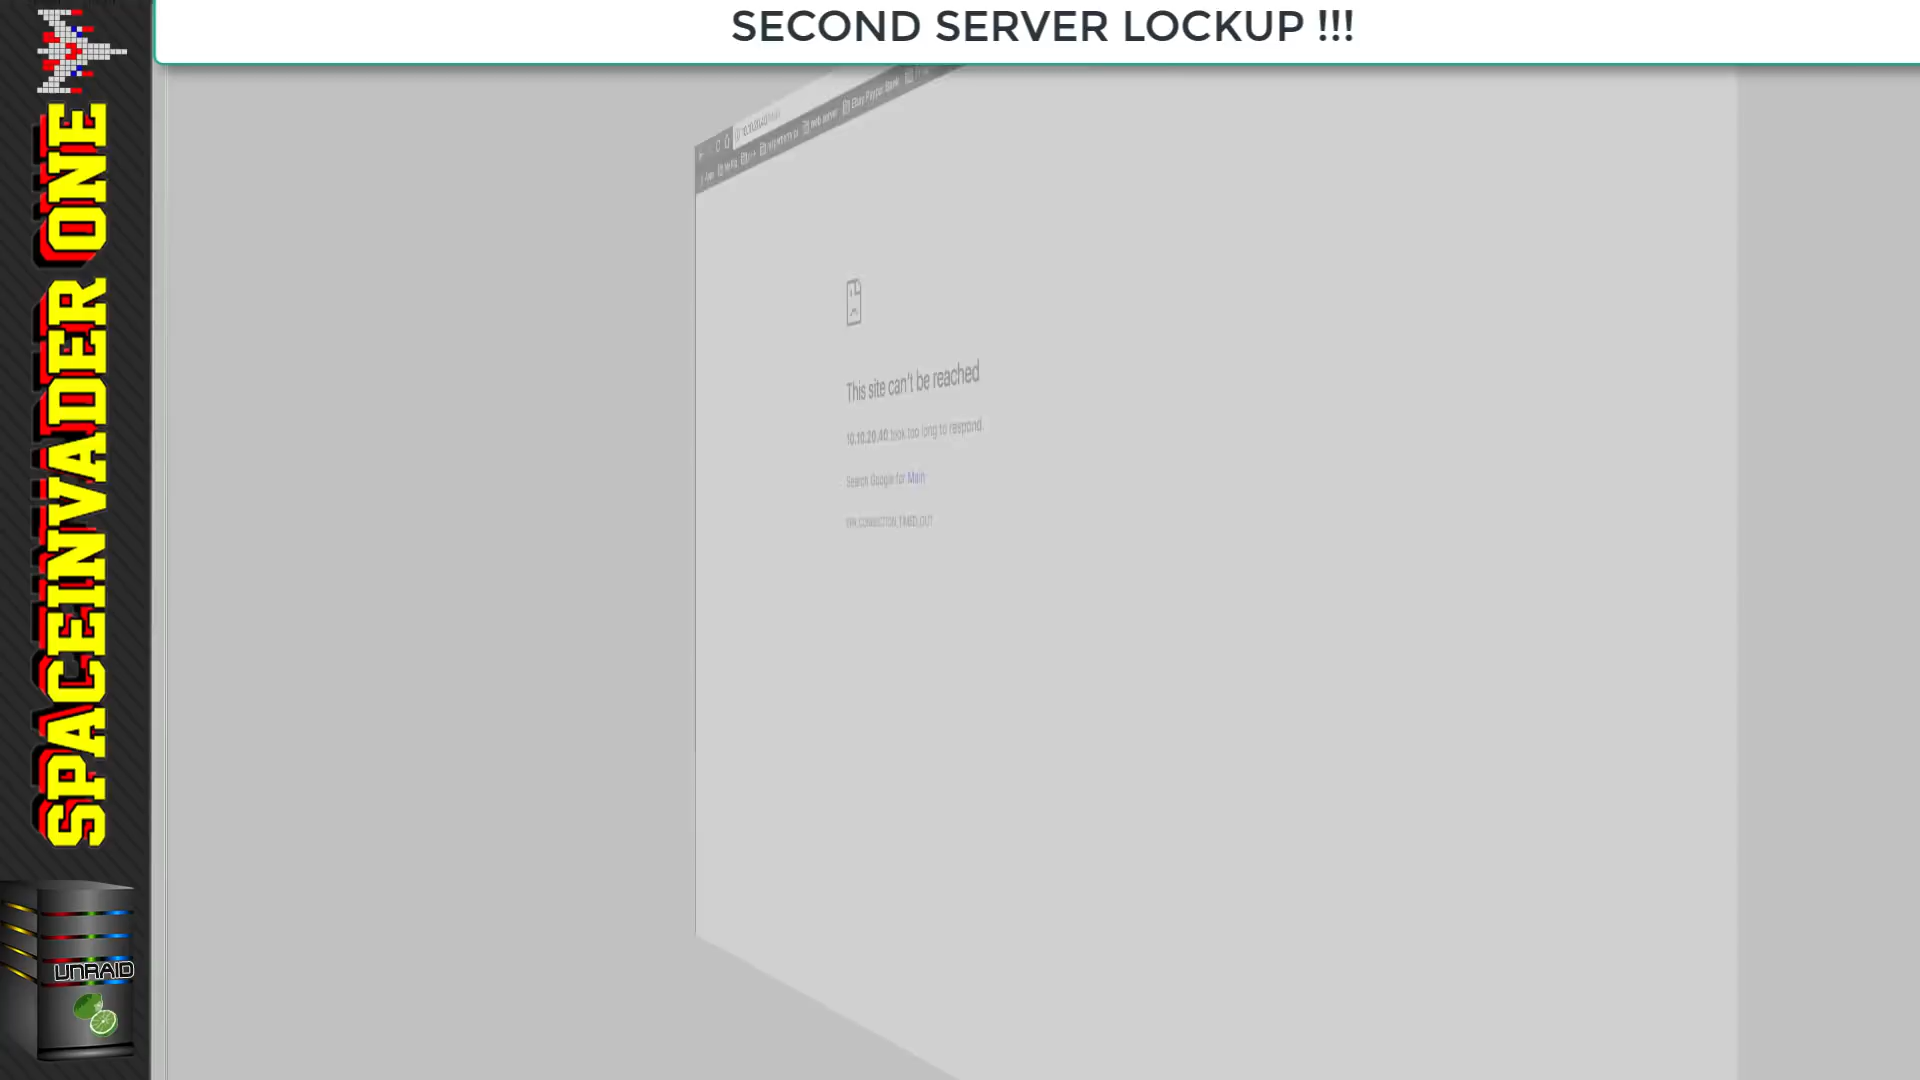 SECOND SERVER LOCKUP !!!
SPACEINVADER ONE
This site can't be reached
10.10.20.40 took too long to respond.
Search Google for Main
ERR_CONNECTION_TIMED_OUT
UNRAID